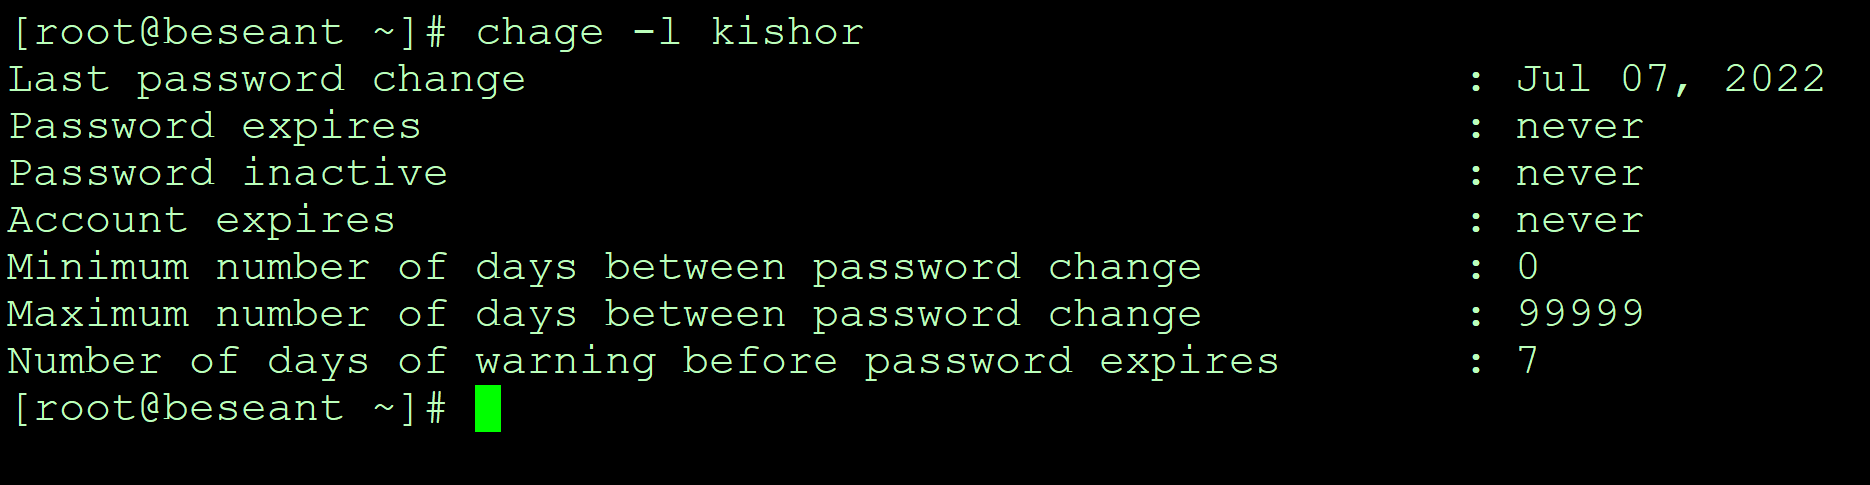 [root@beseant ~]# chage -l kishor
Last password change : Jul 07, 2022
Password expires : never
Password inactive : never
Account expires : never
Minimum number of days between password change : 0
Maximum number of days between password change : 99999
Number of days of warning before password expires : 7
[root@beseant ~]#